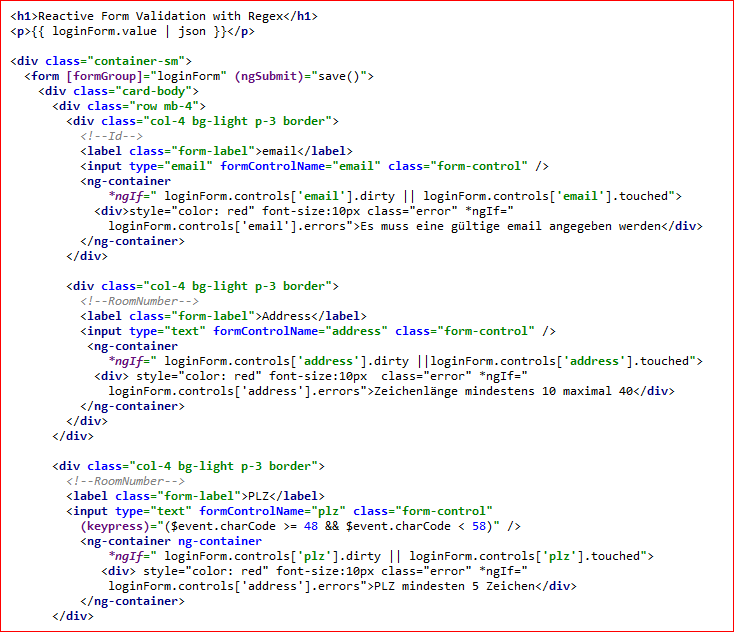 <h1>Reactive Form Validation with Regex</h1>
<p>{{ loginForm.value | json }}</p>
<div class="container-sm">
<form [formGroup]="loginForm" (ngSubmit)="save()">
<div class="card-body">
<div class="row mb-4">
<div class="col-4 bg-light p-3 border">
<!--Id-->
<label class="form-label">email</label>
<input type="email" formControlName="email" class="form-control" />
<ng-container
*ngIf=" loginForm.controls['email'].dirty || loginForm.controls['email'].touched">
<div>style="color: red" font-size:10px class="error" *ngIf="
loginForm.controls['email'].errors">Es muss eine gültige email angegeben werden</div>
</ng-container>
</div>
<div class="col-4 bg-light p-3 border">
<!--RoomNumber-->
<label class="form-label">Address</label>
<input type="text" formControlName="address" class="form-control" />
<ng-container
*ngIf=" loginForm.controls['address'].dirty ||loginForm.controls['address'].touched">
<div> style="color: red" font-size:10px  class="error" *ngIf="
loginForm.controls['address'].errors">Zeichenlänge mindestens 10 maximal 40</div>
</ng-container>
</div>
</div>
<div class="col-4 bg-light p-3 border">
<!--RoomNumber-->
<label class="form-label">PLZ</label>
<input type="text" formControlName="plz" class="form-control"
(keypress)="($event.charCode >= 48 && $event.charCode < 58)" />
<ng-container ng-container
*ngIf=" loginForm.controls['plz'].dirty || loginForm.controls['plz'].touched">
<div> style="color: red" font-size:10px class="error" *ngIf="
loginForm.controls['address'].errors">PLZ mindesten 5 Zeichen</div>
</ng-container>
</div>